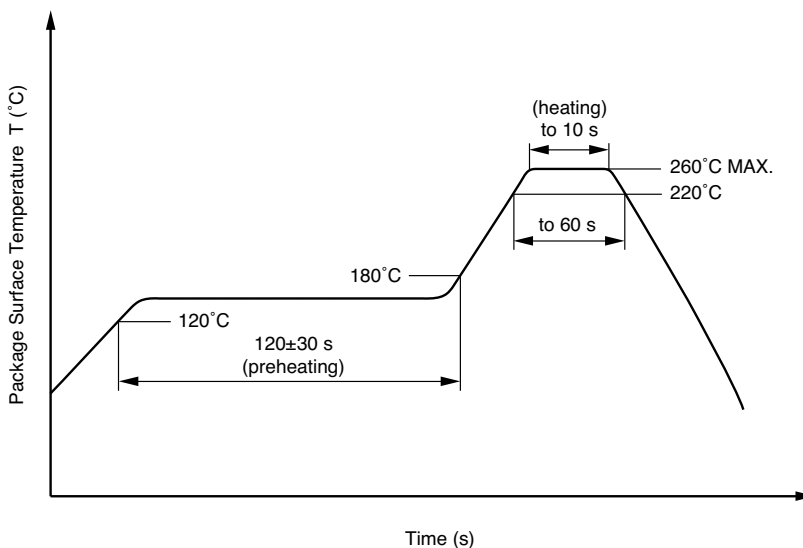 Package Surface Temperature T (˚C)
(heating)
to 10 s
260˚C MAX.
220˚C
to 60 s
180˚C
120˚C
120±30 s
(preheating)
Time (s)